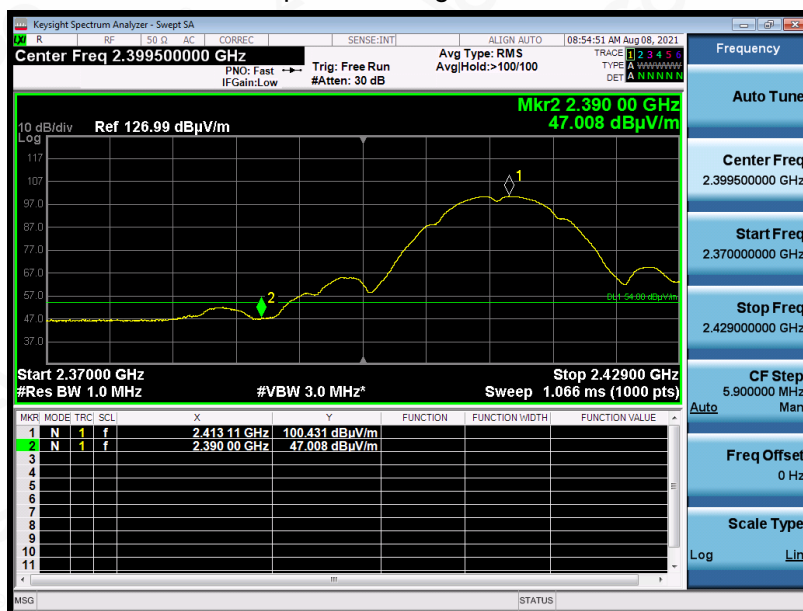 Keysight Spectrum Analyzer - Swept SA
LXI R RF 50 Ω AC CORREC SENSE:INT ALIGN AUTO 08:54:51 AM Aug 08, 2021
Center Freq 2.399500000 GHz
PNO: Fast
IFGain:Low
Trig: Free Run
#Atten: 30 dB
Avg Type: RMS
Avg|Hold:>100/100
TRACE 1 2 3 4 5 6
TYPE A WWWWW
DET A N N N N N
Mkr2 2.390 00 GHz
47.008 dBµV/m
10 dB/div Ref 126.99 dBµV/m
Log
117
107
97.0
87.0
77.0
67.0
57.0
47.0
37.0
1
2
DL1 54.00 dBµV/m
Start 2.37000 GHz Stop 2.42900 GHz
#Res BW 1.0 MHz #VBW 3.0 MHz* Sweep 1.066 ms (1000 pts)
MKR MODE TRC SCL X Y FUNCTION FUNCTION WIDTH FUNCTION VALUE
1 N 1 f 2.413 11 GHz 100.431 dBµV/m
2 N 1 f 2.390 00 GHz 47.008 dBµV/m
3
4
5
6
7
8
9
10
11
MSG STATUS
Frequency
Auto Tune
Center Freq
2.399500000 GHz
Start Freq
2.370000000 GHz
Stop Freq
2.429000000 GHz
CF Step
5.900000 MHz
Auto Man
Freq Offset
0 Hz
Scale Type
Log Lin